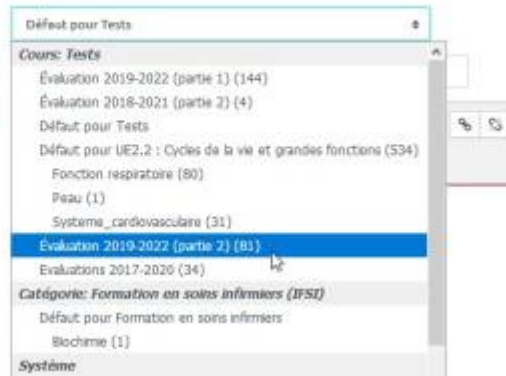 Défaut pour Tests
Cours: Tests
Évaluation 2019-2022 (partie 1) (144)
Évaluation 2018-2021 (partie 2) (4)
Défaut pour Tests
Défaut pour UE2.2 : Cycles de la vie et grandes fonctions (534)
Fonction respiratoire (80)
Peau (1)
Systeme_cardiovasculaire (31)
Évaluation 2019-2022 (partie 2) (81)
Evaluations 2017-2020 (34)
Catégorie: Formation en soins infirmiers (IFSI)
Défaut pour Formation en soins infirmiers
Biochimie (1)
Système